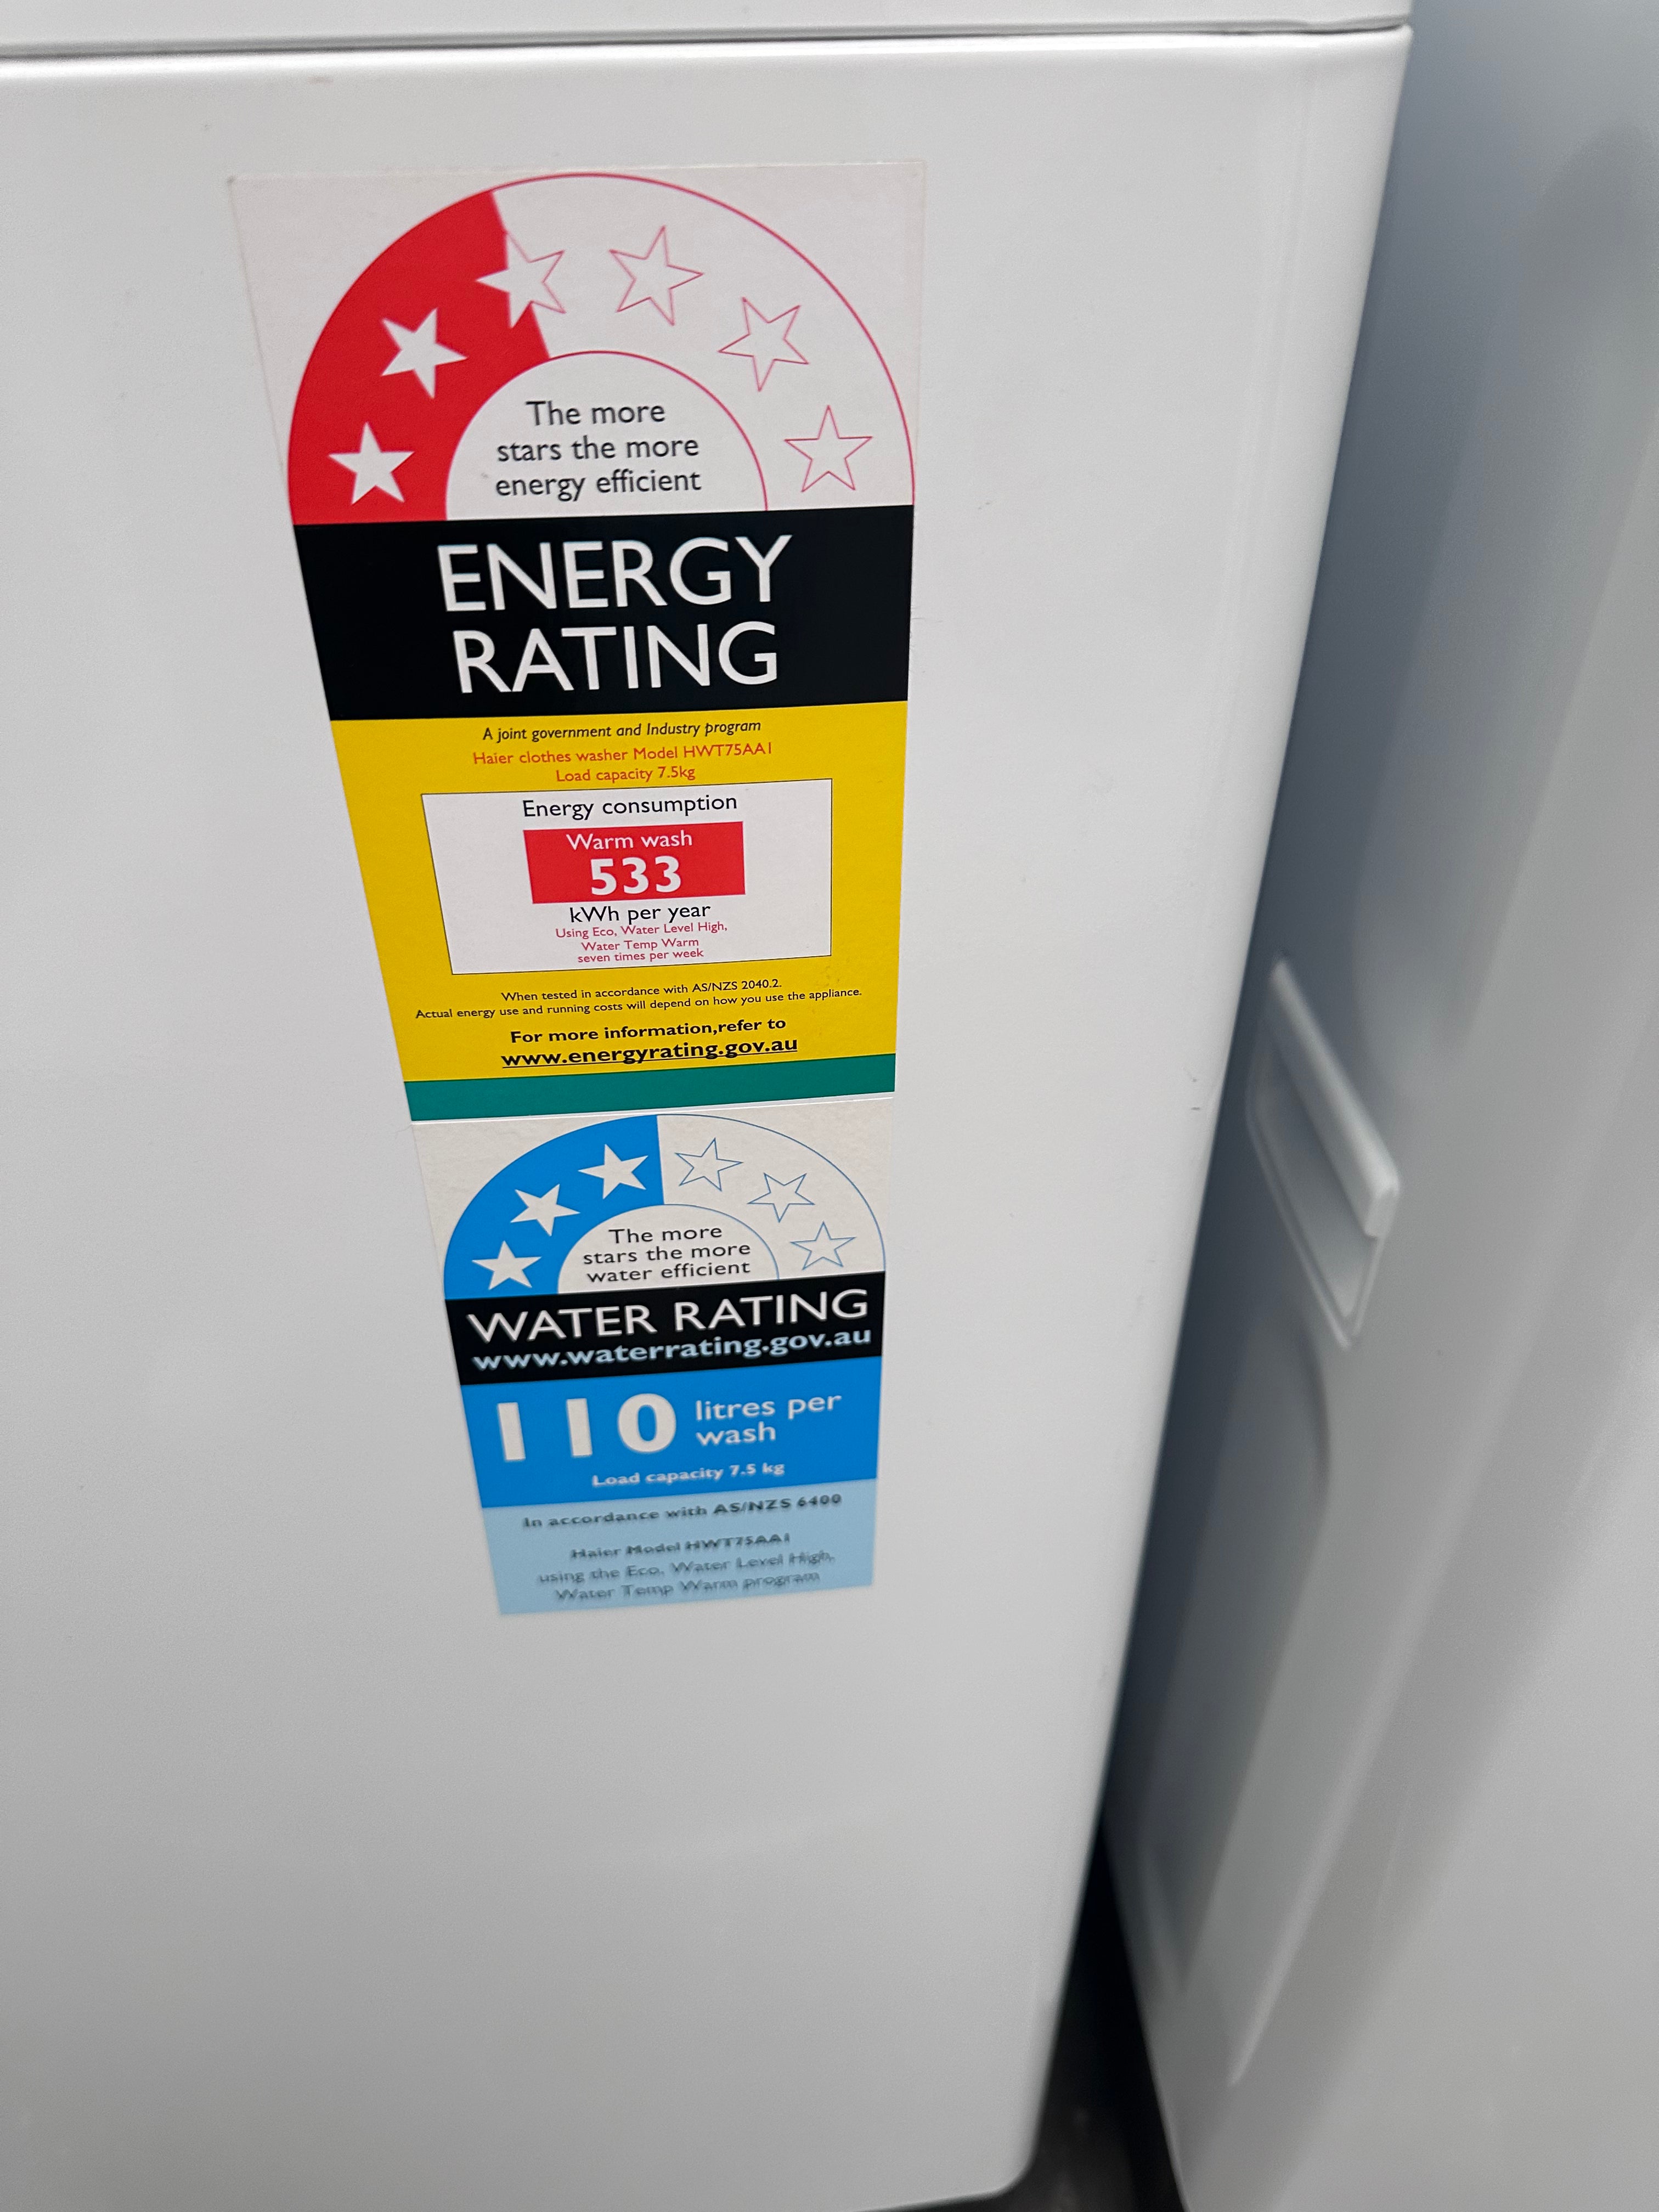 The more
stars the more
energy efficient
ENERGY
RATING
A joint government and Industry program
Haier clothes washer Model HWT75AA1
Load capacity 7.5kg
Energy consumption
Warm wash
533
kWh per year
Using Eco, Water Level High,
Water Temp Warm
seven times per week
When tested in accordance with AS/NZS 2040.2.
Actual energy use and running costs will depend on how you use the appliance.
For more information,refer to
www.energyrating.gov.au
The more
stars the more
water efficient
WATER RATING
www.waterrating.gov.au
110 litres per
wash
Load capacity 7.5 kg
In accordance with AS/NZS 6400
Haier Model HWT75AA1
using the Eco, Water Level High,
Water Temp Warm program